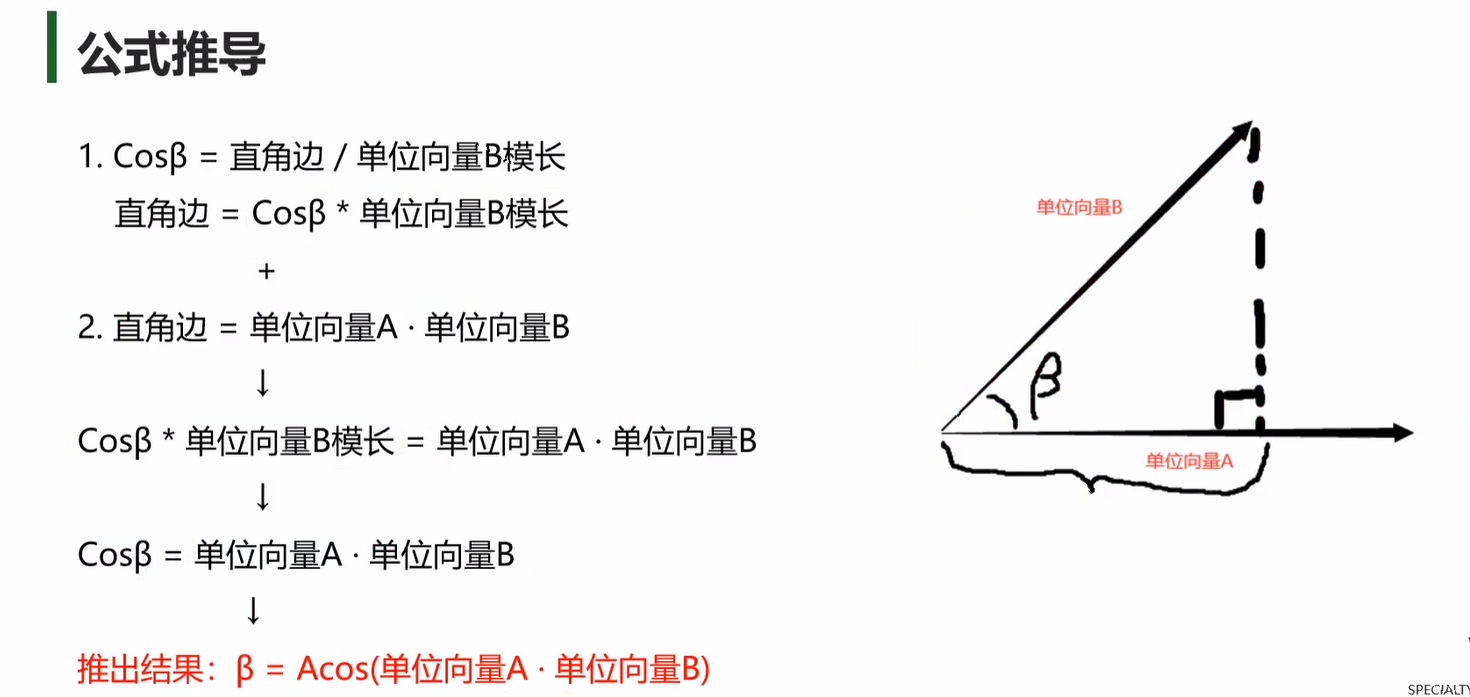 公式推导
1. Cosβ = 直角边 / 单位向量B模长
直角边 = Cosβ * 单位向量B模长
+
2. 直角边 = 单位向量A · 单位向量B
↓
Cosβ * 单位向量B模长 = 单位向量A · 单位向量B
↓
Cosβ = 单位向量A · 单位向量B
↓
推出结果：β = Acos(单位向量A · 单位向量B)
单位向量B
β
单位向量A